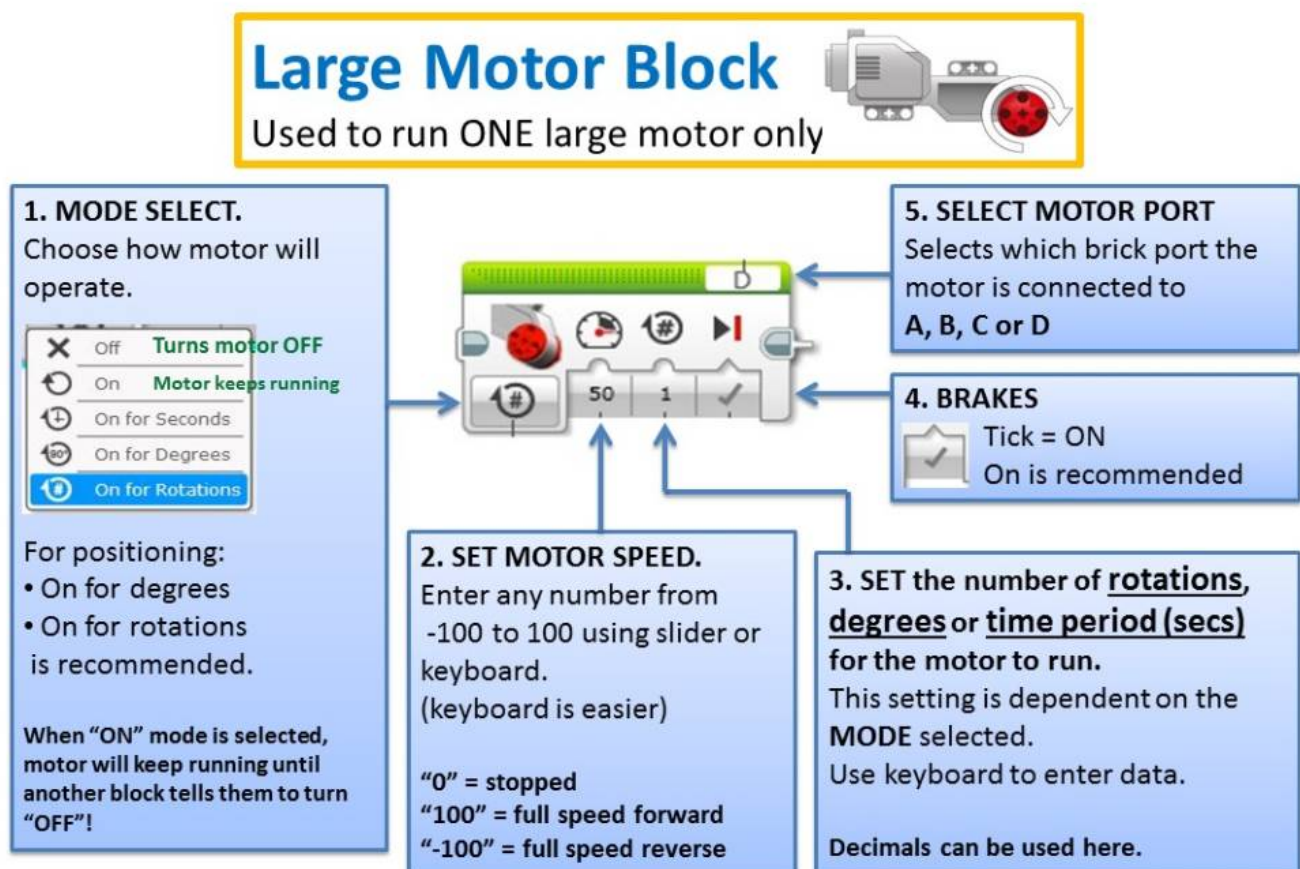 Large Motor Block
Used to run ONE large motor only
1. MODE SELECT.
Choose how motor will
operate.
Off Turns motor OFF
On Motor keeps running
On for Seconds
90° On for Degrees
# On for Rotations
For positioning:
• On for degrees
• On for rotations
is recommended.
When “ON” mode is selected,
motor will keep running until
another block tells them to turn
“OFF”!
D
#
# 50 1
2. SET MOTOR SPEED.
Enter any number from
-100 to 100 using slider or
keyboard.
(keyboard is easier)
“0” = stopped
“100” = full speed forward
“-100” = full speed reverse
3. SET the number of rotations,
degrees or time period (secs)
for the motor to run.
This setting is dependent on the
MODE selected.
Use keyboard to enter data.
Decimals can be used here.
4. BRAKES
Tick = ON
On is recommended
5. SELECT MOTOR PORT
Selects which brick port the
motor is connected to
A, B, C or D